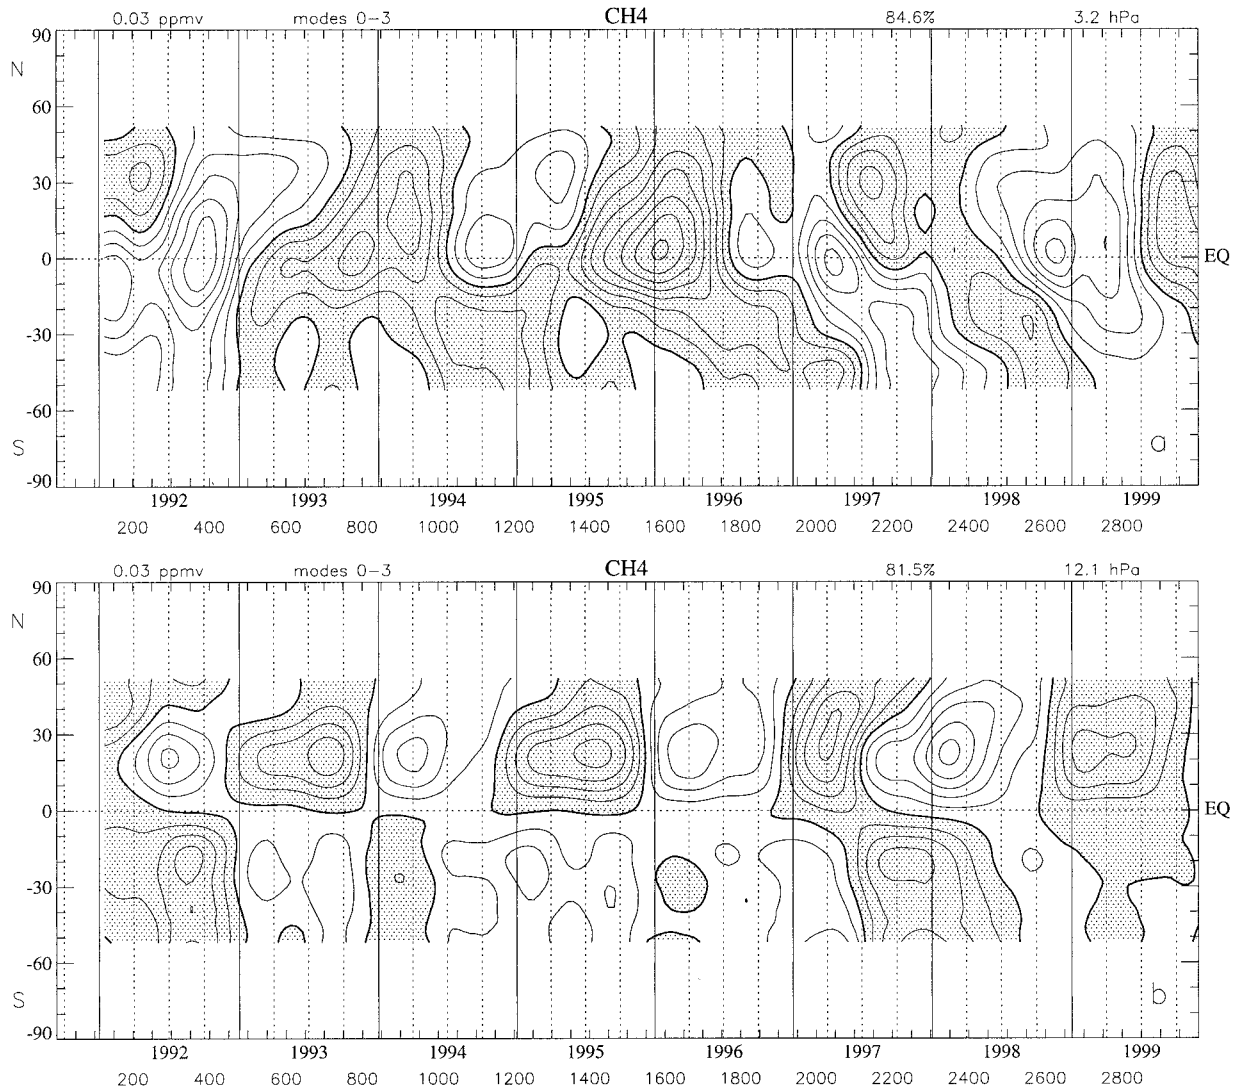 0.03 ppmv modes 0-3 CH4 84.6% 3.2 hPa
90
N
60
30
0 EQ
-30
-60
S a
-90
1992 1993 1994 1995 1996 1997 1998 1999
200 400 600 800 1000 1200 1400 1600 1800 2000 2200 2400 2600 2800
0.03 ppmv modes 0-3 CH4 81.5% 12.1 hPa
90
N
60
30
0 EQ
-30
-60
S b
-90
1992 1993 1994 1995 1996 1997 1998 1999
200 400 600 800 1000 1200 1400 1600 1800 2000 2200 2400 2600 2800